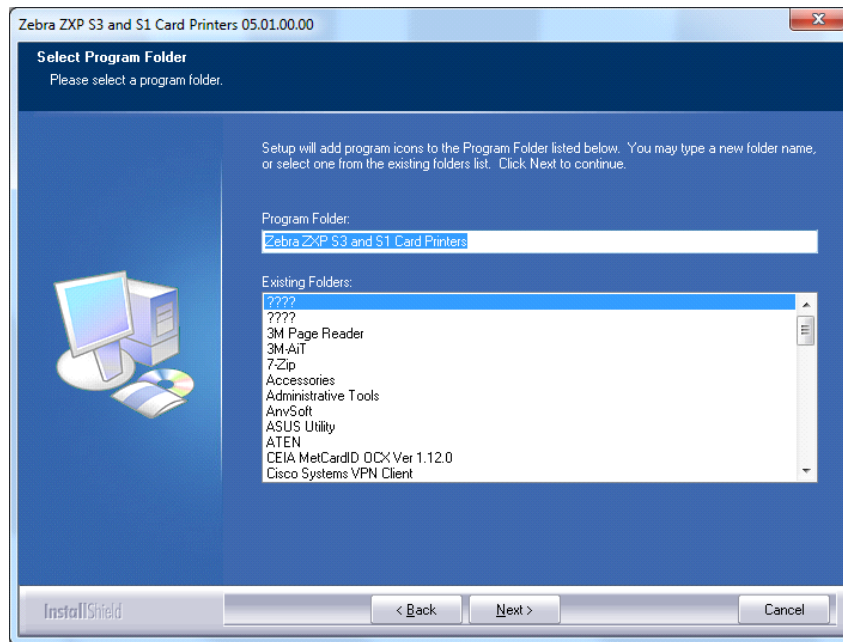 Zebra ZXP S3 and S1 Card Printers 05.01.00.00
Select Program Folder
Please select a program folder.
Setup will add program icons to the Program Folder listed below. You may type a new folder name,
or select one from the existing folders list. Click Next to continue.
Program Folder:
Zebra ZXP S3 and S1 Card Printers
Existing Folders:
????
????
3M Page Reader
3M-AiT
7-Zip
Accessories
Administrative Tools
AnvSoft
ASUS Utility
ATEN
CEIA MetCardID OCX Ver 1.12.0
Cisco Systems VPN Client
InstallShield
< Back
Next >
Cancel